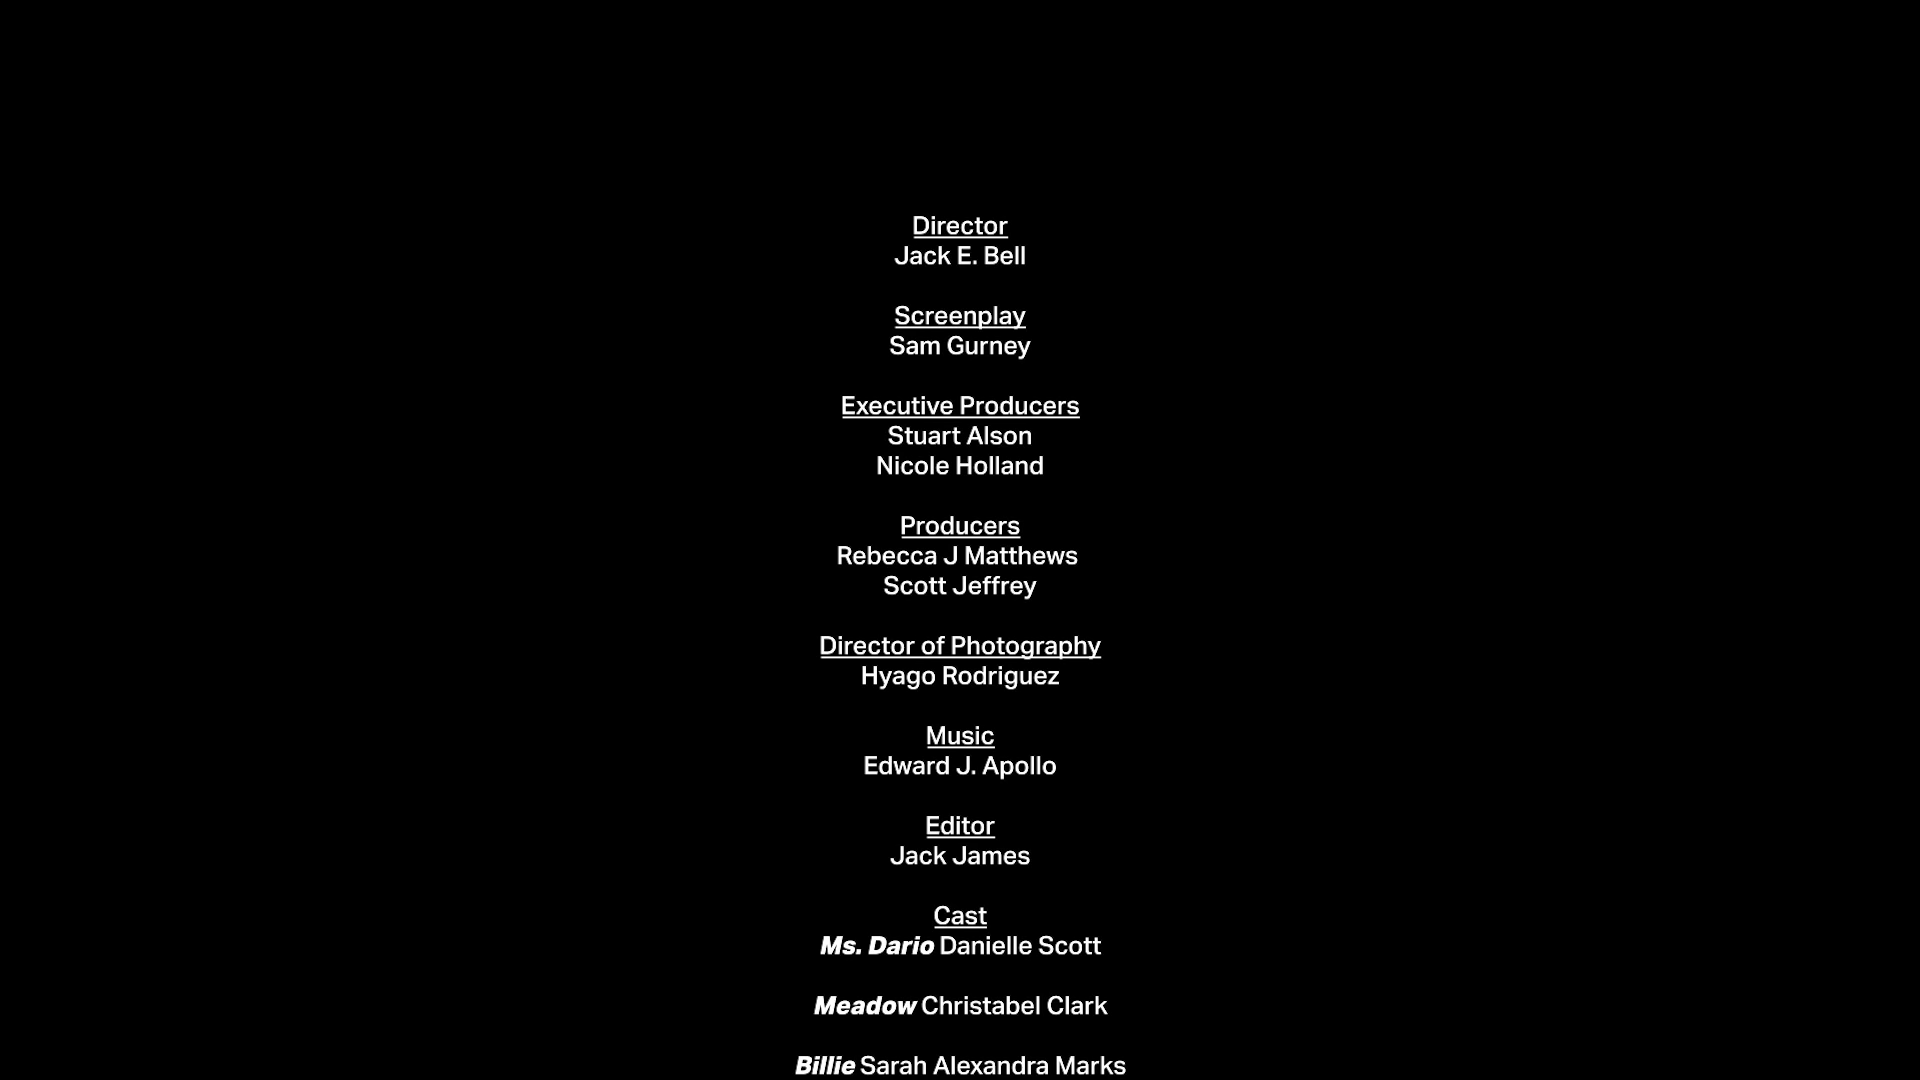 Director
Jack E. Bell
Screenplay
Sam Gurney
Executive Producers
Stuart Alson
Nicole Holland
Producers
Rebecca J Matthews
Scott Jeffrey
Director of Photography
Hyago Rodriguez
Music
Edward J. Apollo
Editor
Jack James
Cast
Ms. Dario Danielle Scott
Meadow Christabel Clark
Billie Sarah Alexandra Marks